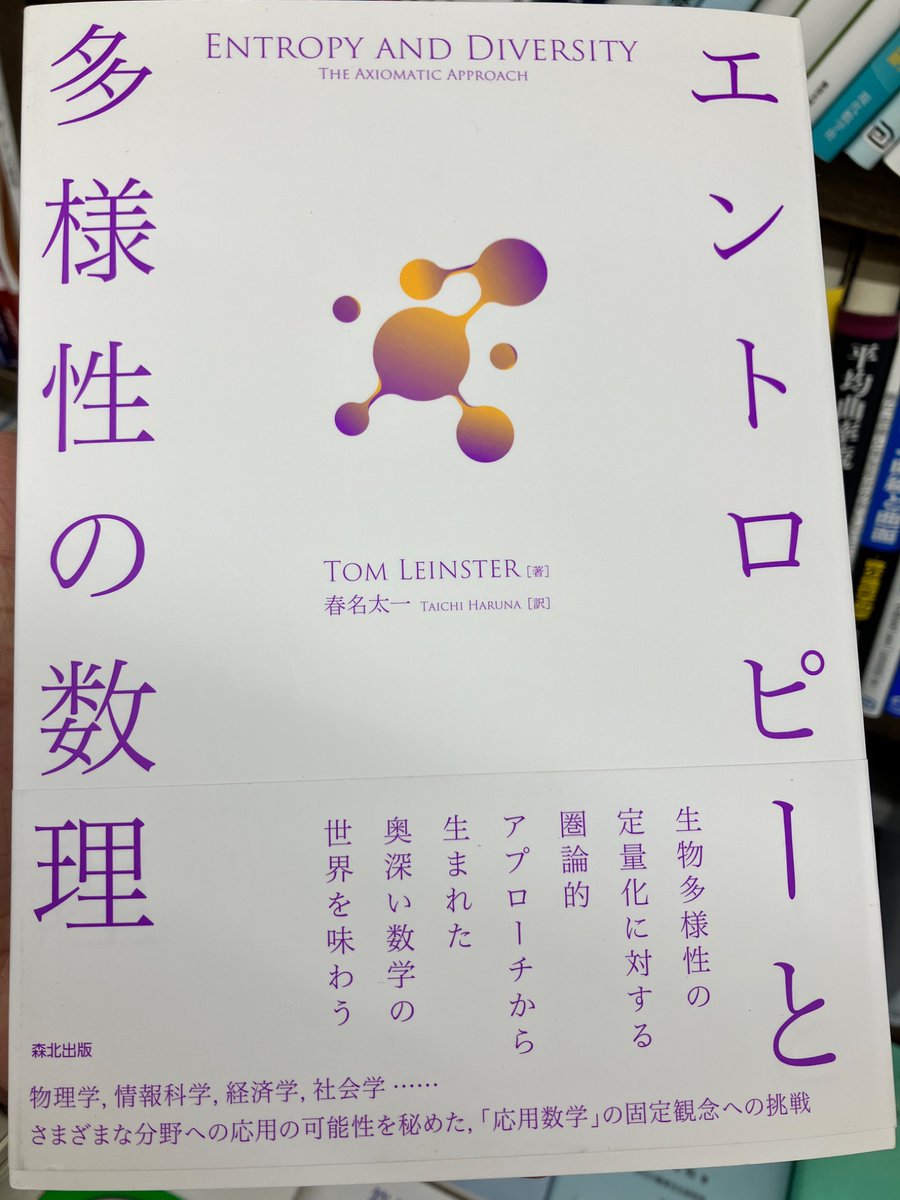 ENTROPY AND DIVERSITY
THE AXIOMATIC APPROACH
エントロピーと
多様性の数理
TOM LEINSTER [著]
春名太一 TAICHI HARUNA [訳]
生物多様性の
定量化に対する
圏論的
アプローチから
生まれた
奥深い数学の
世界を味わう
森北出版
物理学, 情報科学, 経済学, 社会学……
さまざまな分野への応用の可能性を秘めた,「応用数学」の固定観念への挑戦